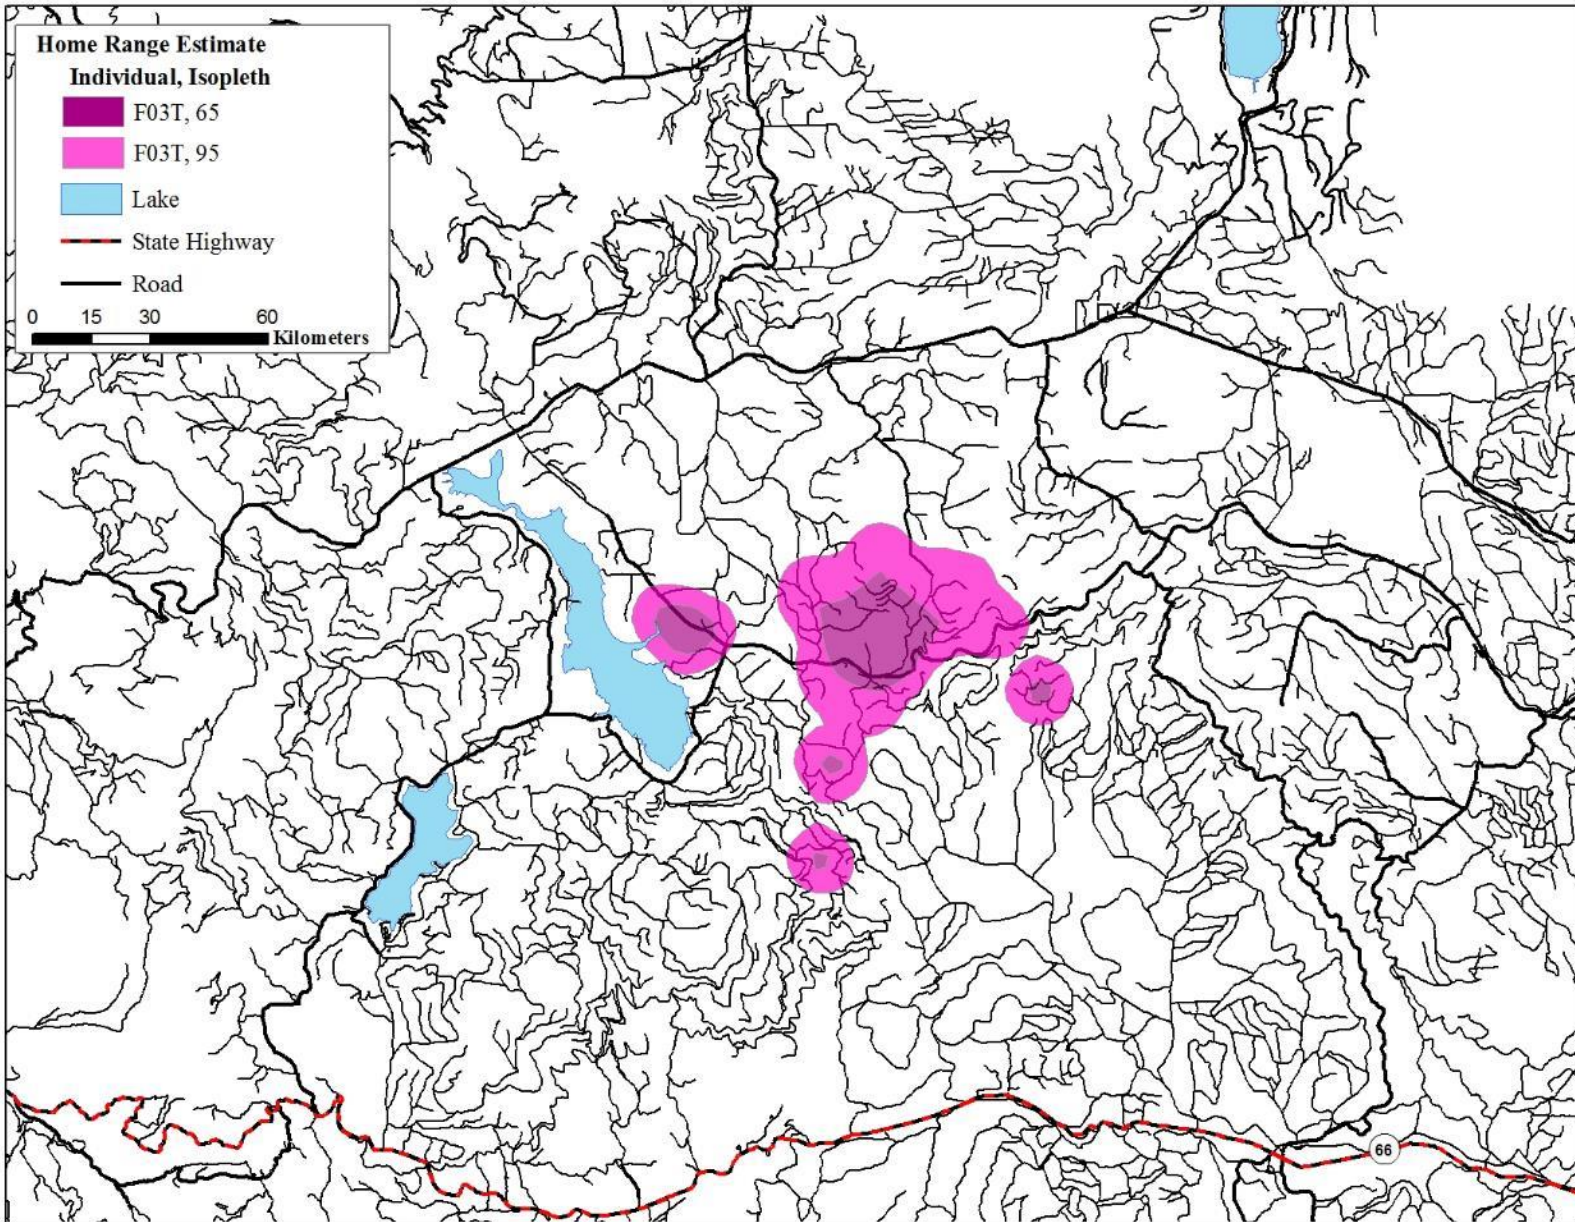 Home Range Estimate
Individual, Isopleth
F03T, 65
F03T, 95
Lake
State Highway
Road
0 15 30 60
Kilometers
66